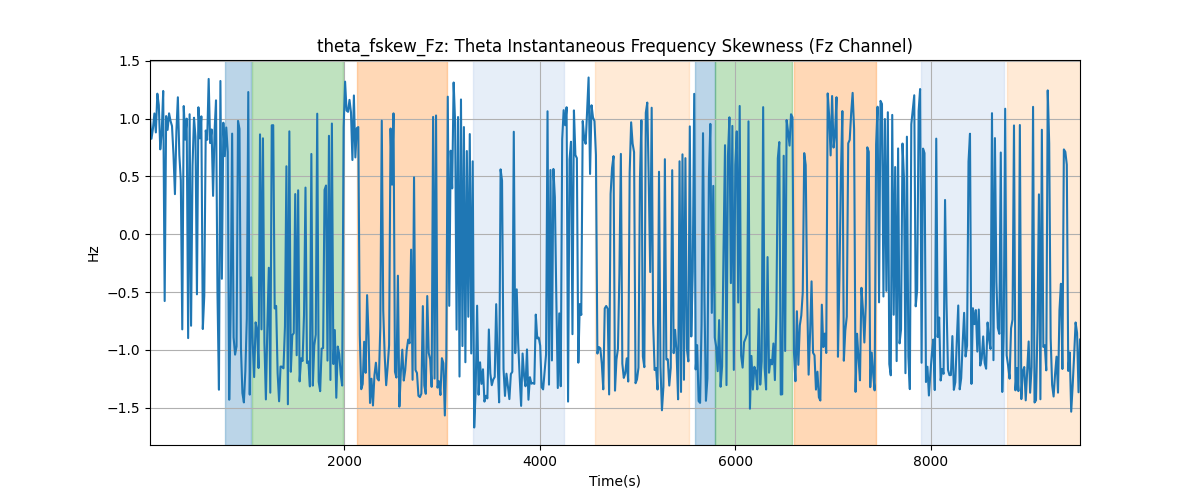 theta_fskew_Fz: Theta Instantaneous Frequency Skewness (Fz Channel)
1.5
1.0
0.5
0.0
−0.5
−1.0
−1.5
Hz
2000 4000 6000 8000
Time(s)